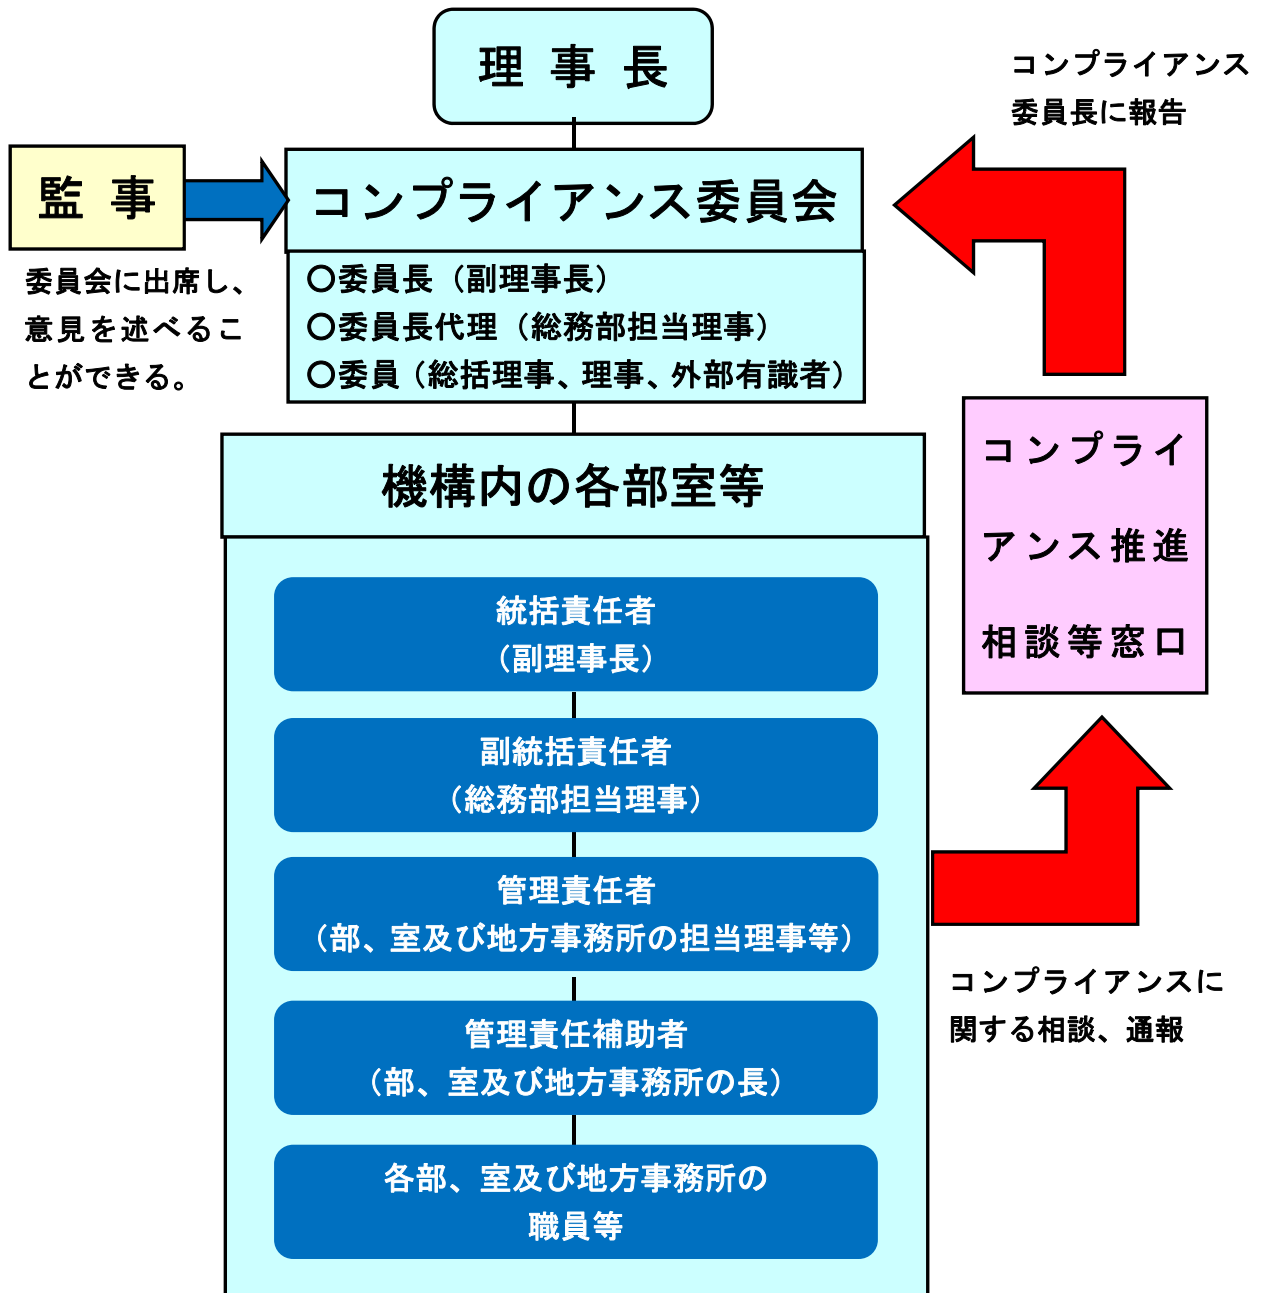 理事長
コンプライアンス
委員長に報告
監事
コンプライアンス委員会
委員会に出席し、
意見を述べるこ
とができる。
〇委員長（副理事長）
〇委員長代理（総務部担当理事）
〇委員（総括理事、理事、外部有識者）
機構内の各部室等
コンプライ
アンス推進
相談等窓口
統括責任者
（副理事長）
副統括責任者
（総務部担当理事）
管理責任者
（部、室及び地方事務所の担当理事等）
コンプライアンスに
関する相談、通報
管理責任補助者
（部、室及び地方事務所の長）
各部、室及び地方事務所の
職員等